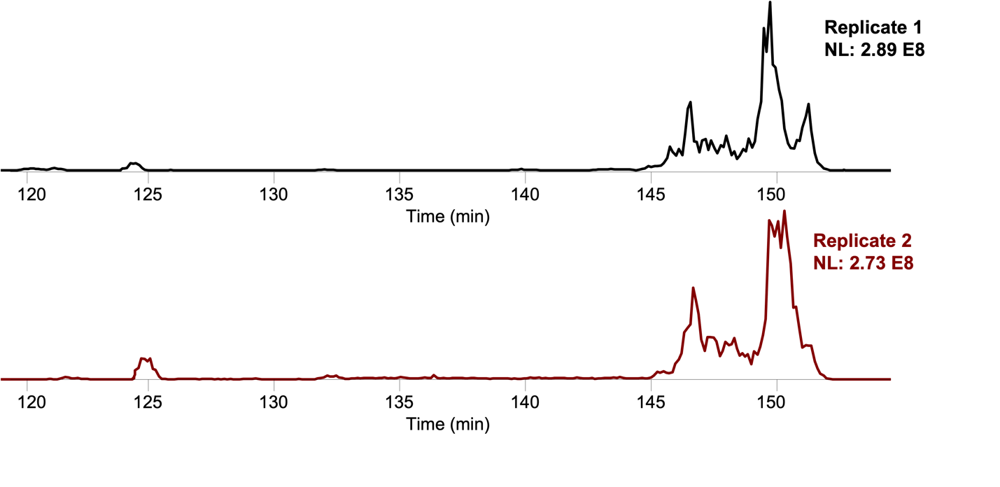 Replicate 1
NL: 2.89 E8
120 125 130 135 140 145 150
Time (min)
Replicate 2
NL: 2.73 E8
120 125 130 135 140 145 150
Time (min)